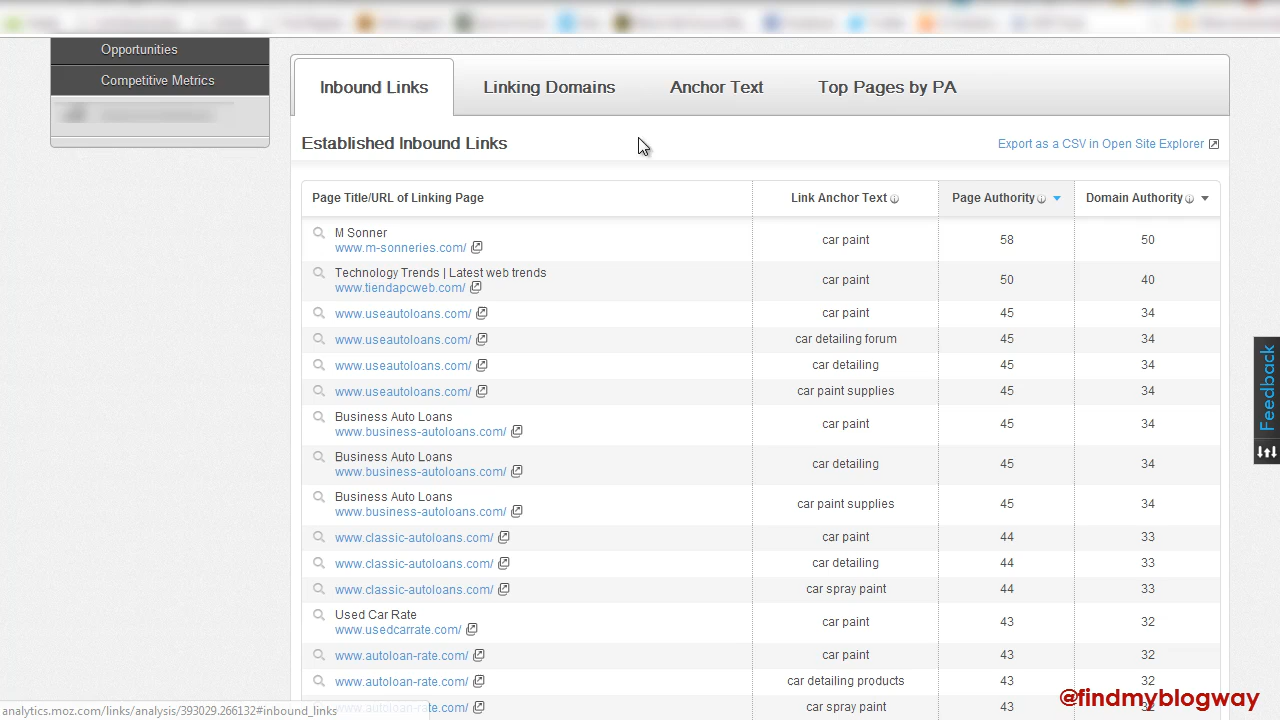 Opportunities
Competitive Metrics
Inbound Links Linking Domains Anchor Text Top Pages by PA
Established Inbound Links Export as a CSV in Open Site Explorer
Page Title/URL of Linking Page Link Anchor Text Page Authority Domain Authority
M Sonner
www.m-sonneries.com/ car paint 58 50
Technology Trends | Latest web trends
www.tiendapcweb.com/ car paint 50 40
www.useautoloans.com/ car paint 45 34
www.useautoloans.com/ car detailing forum 45 34
www.useautoloans.com/ car detailing 45 34
www.useautoloans.com/ car paint supplies 45 34
Business Auto Loans
www.business-autoloans.com/ car paint 45 34
Business Auto Loans
www.business-autoloans.com/ car detailing 45 34
Business Auto Loans
www.business-autoloans.com/ car paint supplies 45 34
www.classic-autoloans.com/ car paint 44 33
www.classic-autoloans.com/ car detailing 44 33
www.classic-autoloans.com/ car spray paint 44 33
Used Car Rate
www.usedcarrate.com/ car paint 43 32
www.autoloan-rate.com/ car paint 43 32
www.autoloan-rate.com/ car detailing products 43 32
www.autoloan-rate.com/ car spray paint 43 32
Feedback
@findmyblogway
analytics.moz.com/links/analysis/393029.266132#inbound_links